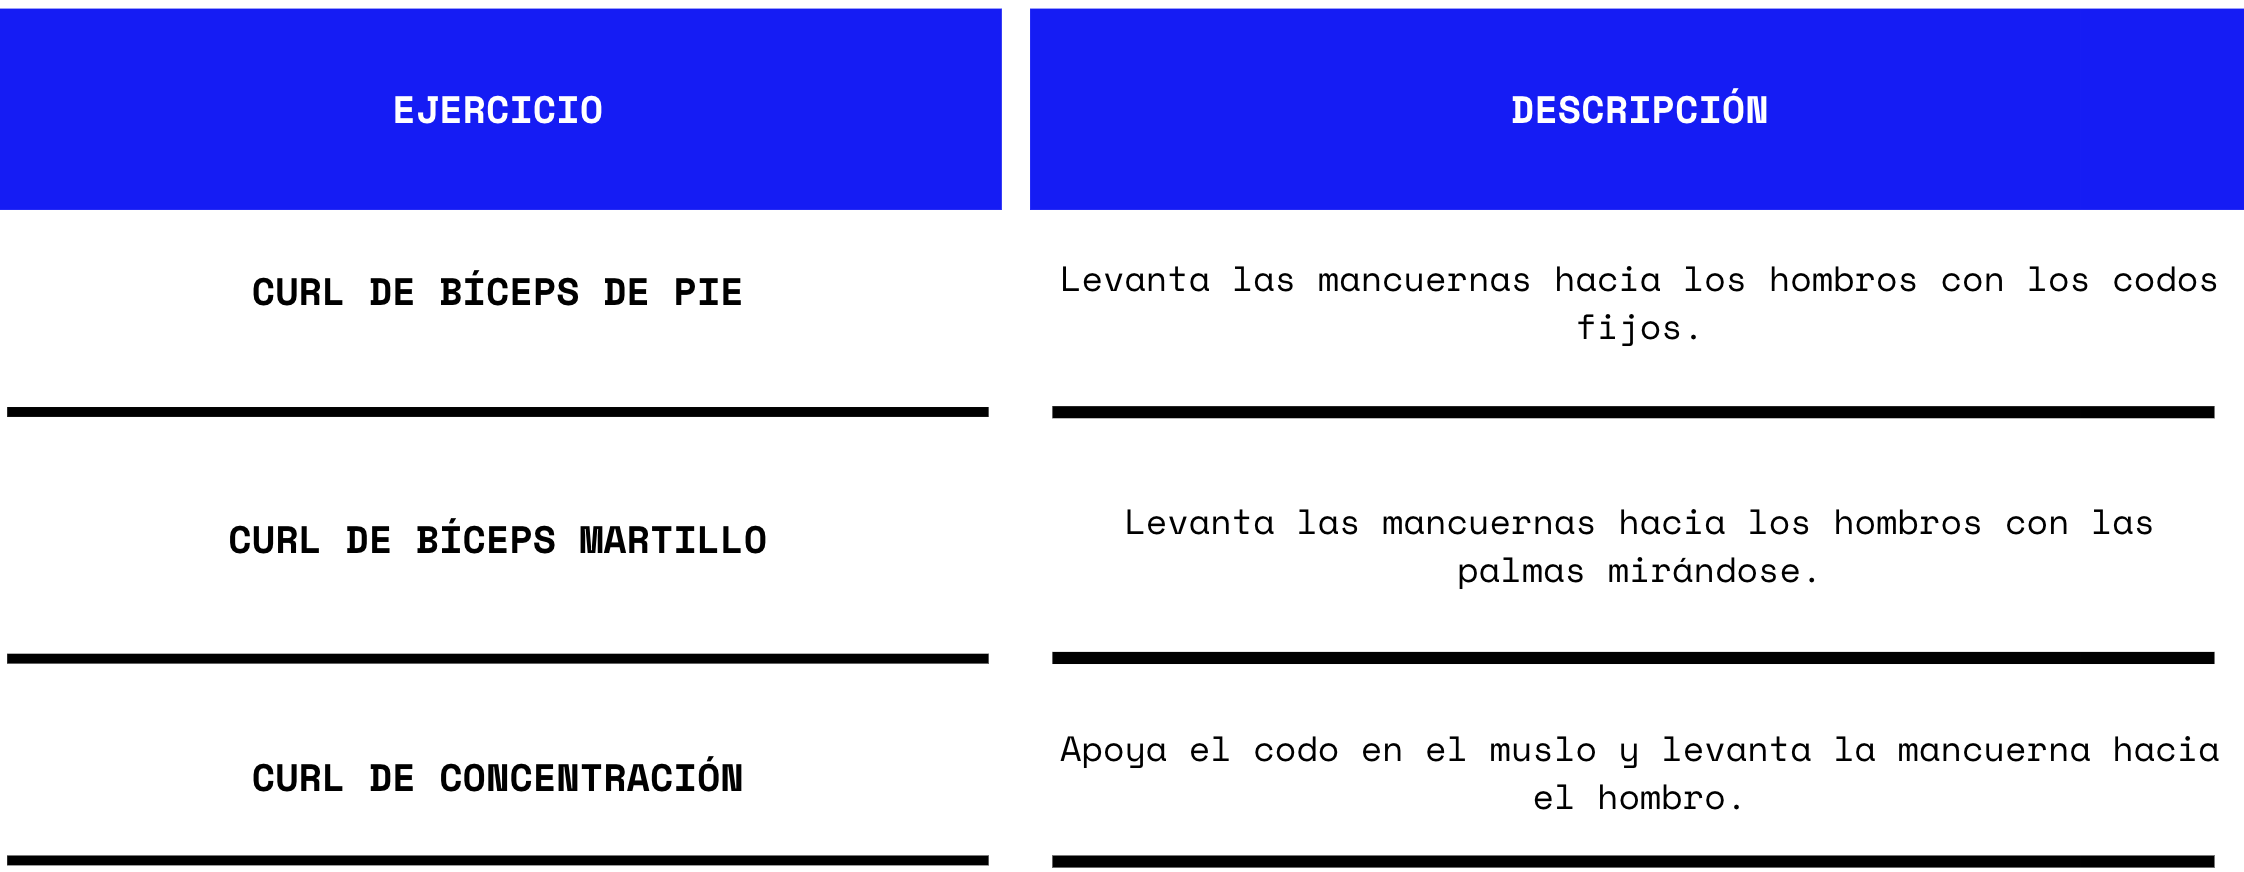 EJERCICIO
DESCRIPCIÓN
CURL DE BÍCEPS DE PIE
Levanta las mancuernas hacia los hombros con los codos
fijos.
CURL DE BÍCEPS MARTILLO
Levanta las mancuernas hacia los hombros con las
palmas mirándose.
CURL DE CONCENTRACIÓN
Apoya el codo en el muslo y levanta la mancuerna hacia
el hombro.